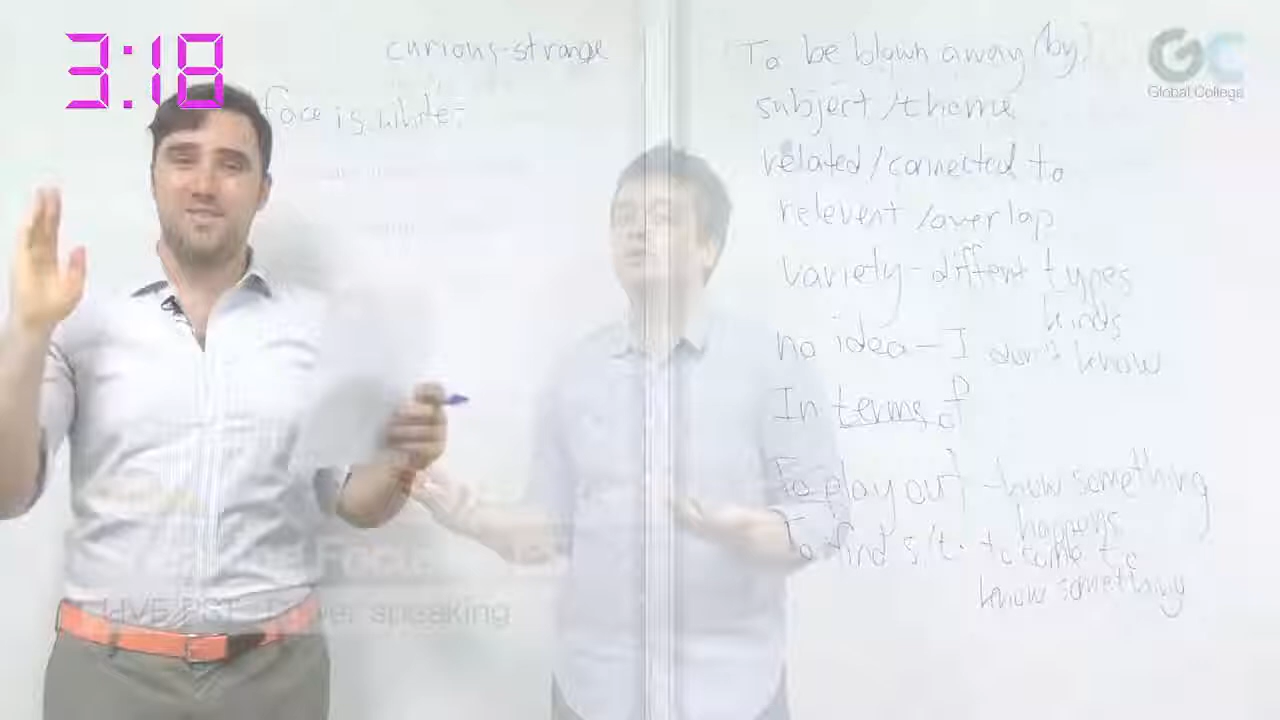 3:18
curious-strange
face is white-
GC
Global College
To be blown away (by)
subject/theme
related/connected to
relevent/overlap
variety-different types
kinds
no idea-I don't know
In terms of
To play out-how something
happens
To find s/t- to come to
know something
speaking